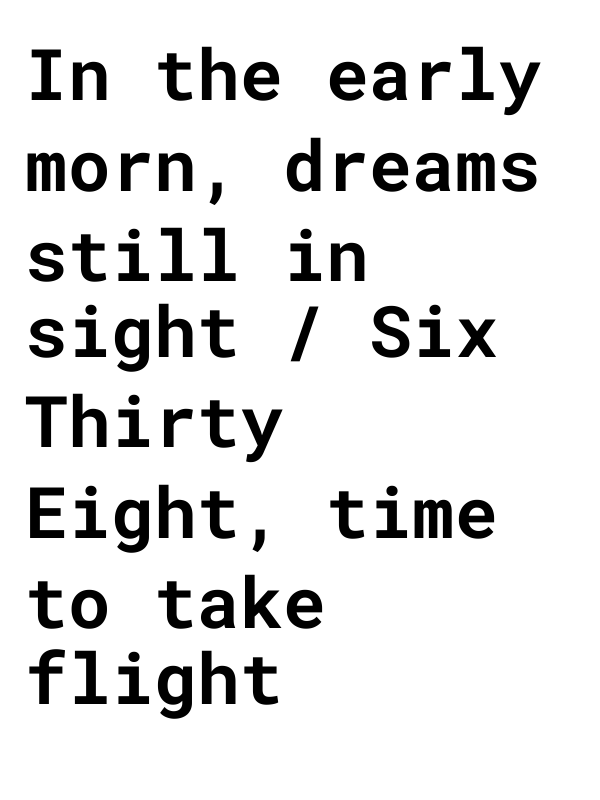 In the early
morn, dreams
still in
sight / Six
Thirty
Eight, time
to take
flight